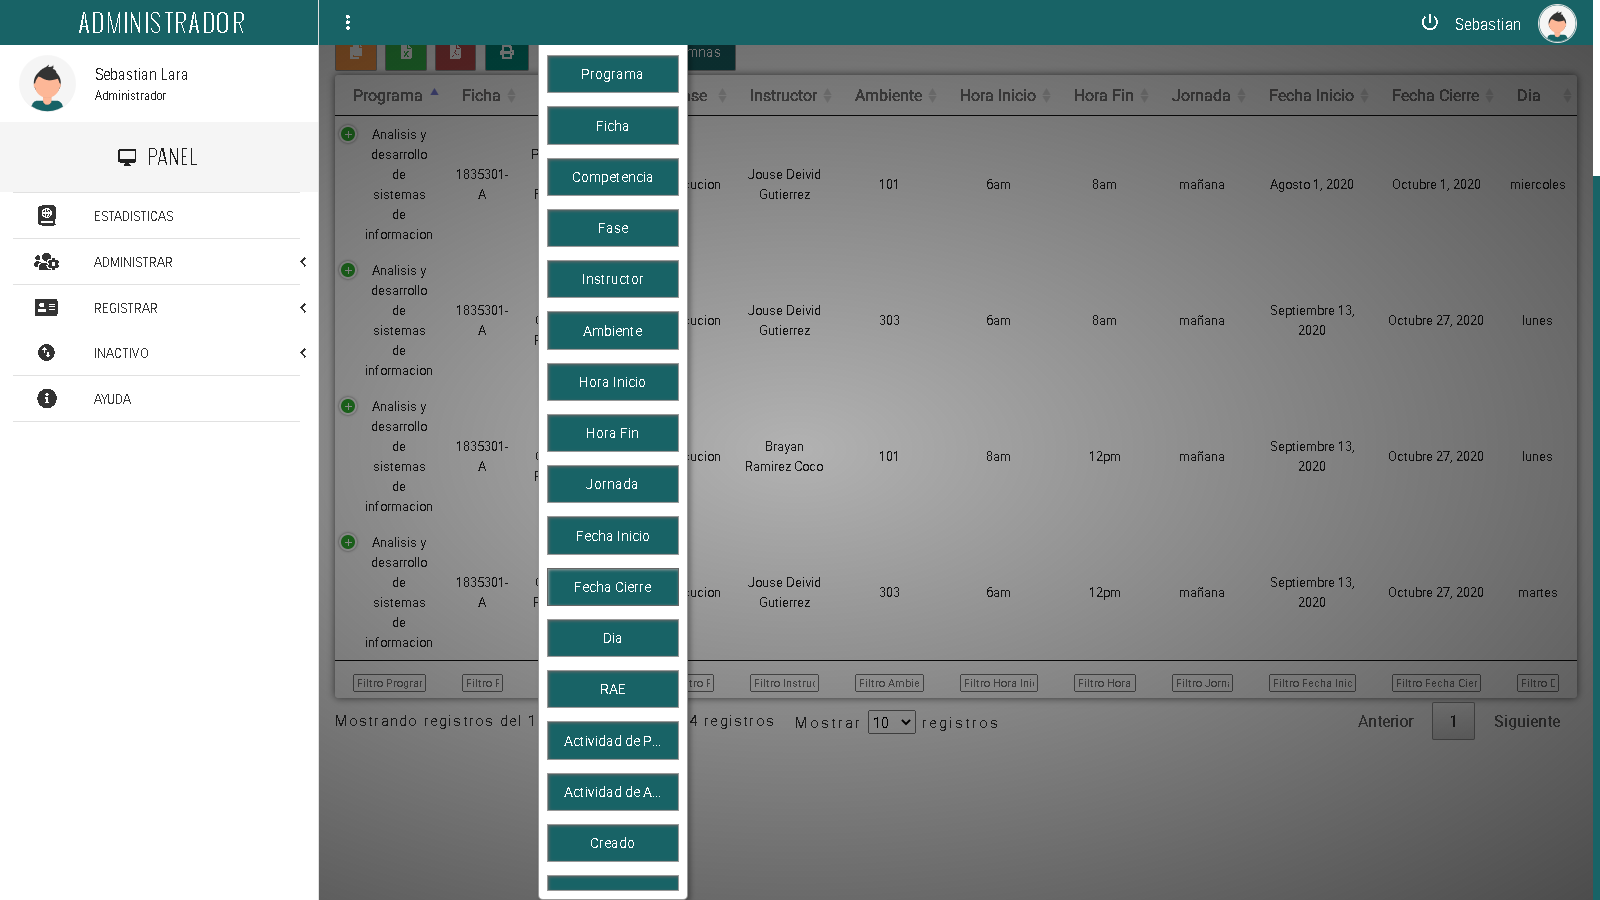 ADMINISTRADOR
Sebastian
Sebastian Lara
Administrador
PANEL
ESTADISTICAS
ADMINISTRAR
REGISTRAR
INACTIVO
AYUDA
mnas
Programa
Ficha
Competencia
Fase
Instructor
Ambiente
Hora Inicio
Hora Fin
Jornada
Fecha Inicio
Fecha Cierre
Dia
RAE
Actividad de P...
Actividad de A...
Creado
Programa Ficha ase Instructor Ambiente Hora Inicio Hora Fin Jornada Fecha Inicio Fecha Cierre Dia
Analisis y desarrollo de sistemas de informacion 1835301-A cucion Jouse Deivid Gutierrez 101 6am 8am mañana Agosto 1, 2020 Octubre 1, 2020 miercoles
Analisis y desarrollo de sistemas de informacion 1835301-A cucion Jouse Deivid Gutierrez 303 6am 8am mañana Septiembre 13, 2020 Octubre 27, 2020 lunes
Analisis y desarrollo de sistemas de informacion 1835301-A cucion Brayan Ramirez Coco 101 8am 12pm mañana Septiembre 13, 2020 Octubre 27, 2020 lunes
Analisis y desarrollo de sistemas de informacion 1835301-A cucion Jouse Deivid Gutierrez 303 6am 12pm mañana Septiembre 13, 2020 Octubre 27, 2020 martes
Filtro Prograr Filtro F tro F Filtro Instruc Filtro Ambie Filtro Hora Inic Filtro Hora Filtro Jorn Filtro Fecha Inic Filtro Fecha Cier Filtro D
Mostrando registros del 1 4 registros Mostrar 10 registros
Anterior 1 Siguiente